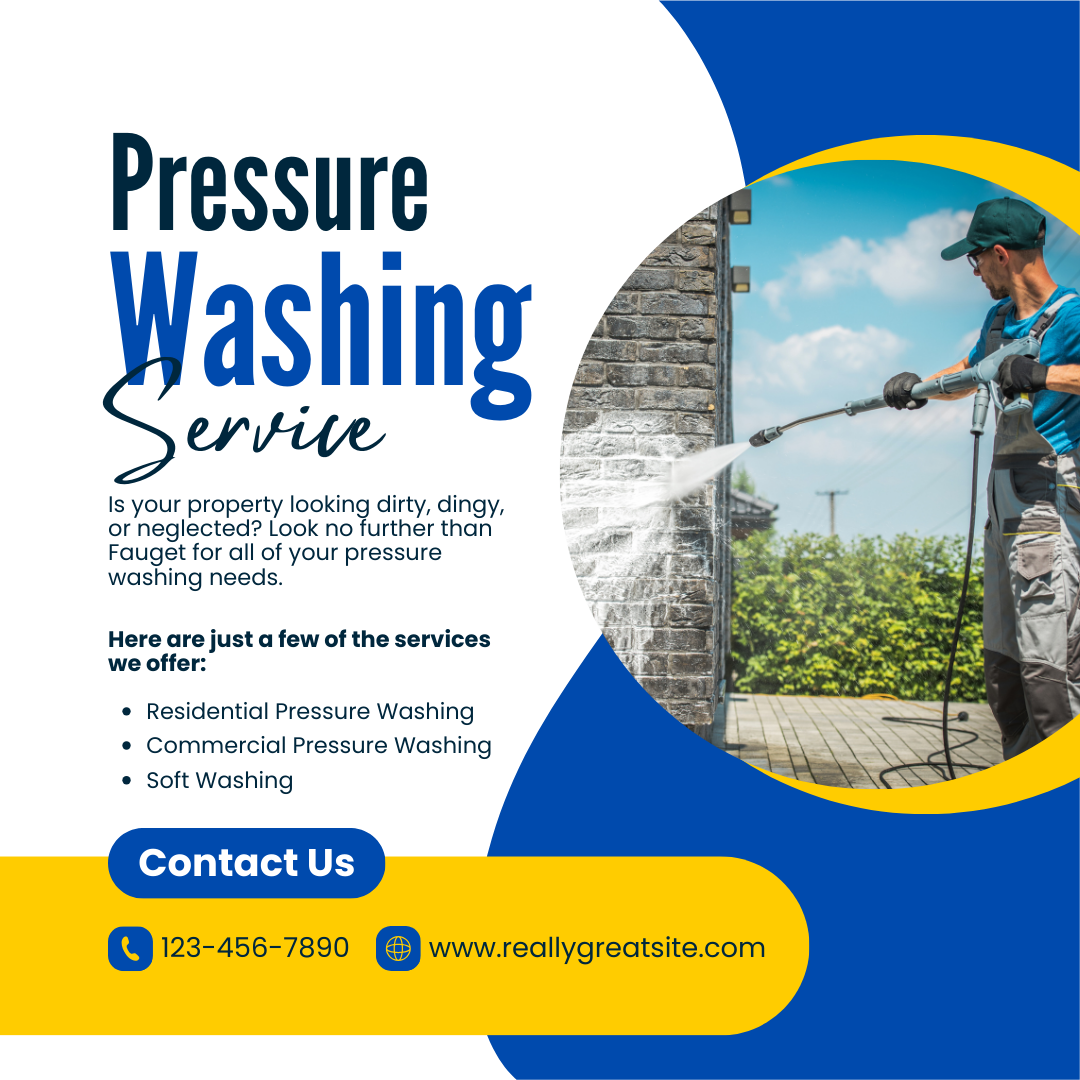 Pressure
Washing
Service
Is your property looking dirty, dingy,
or neglected? Look no further than
Fauget for all of your pressure
washing needs.
Here are just a few of the services
we offer:
• Residential Pressure Washing
• Commercial Pressure Washing
• Soft Washing
Contact Us
123-456-7890 www.reallygreatsite.com